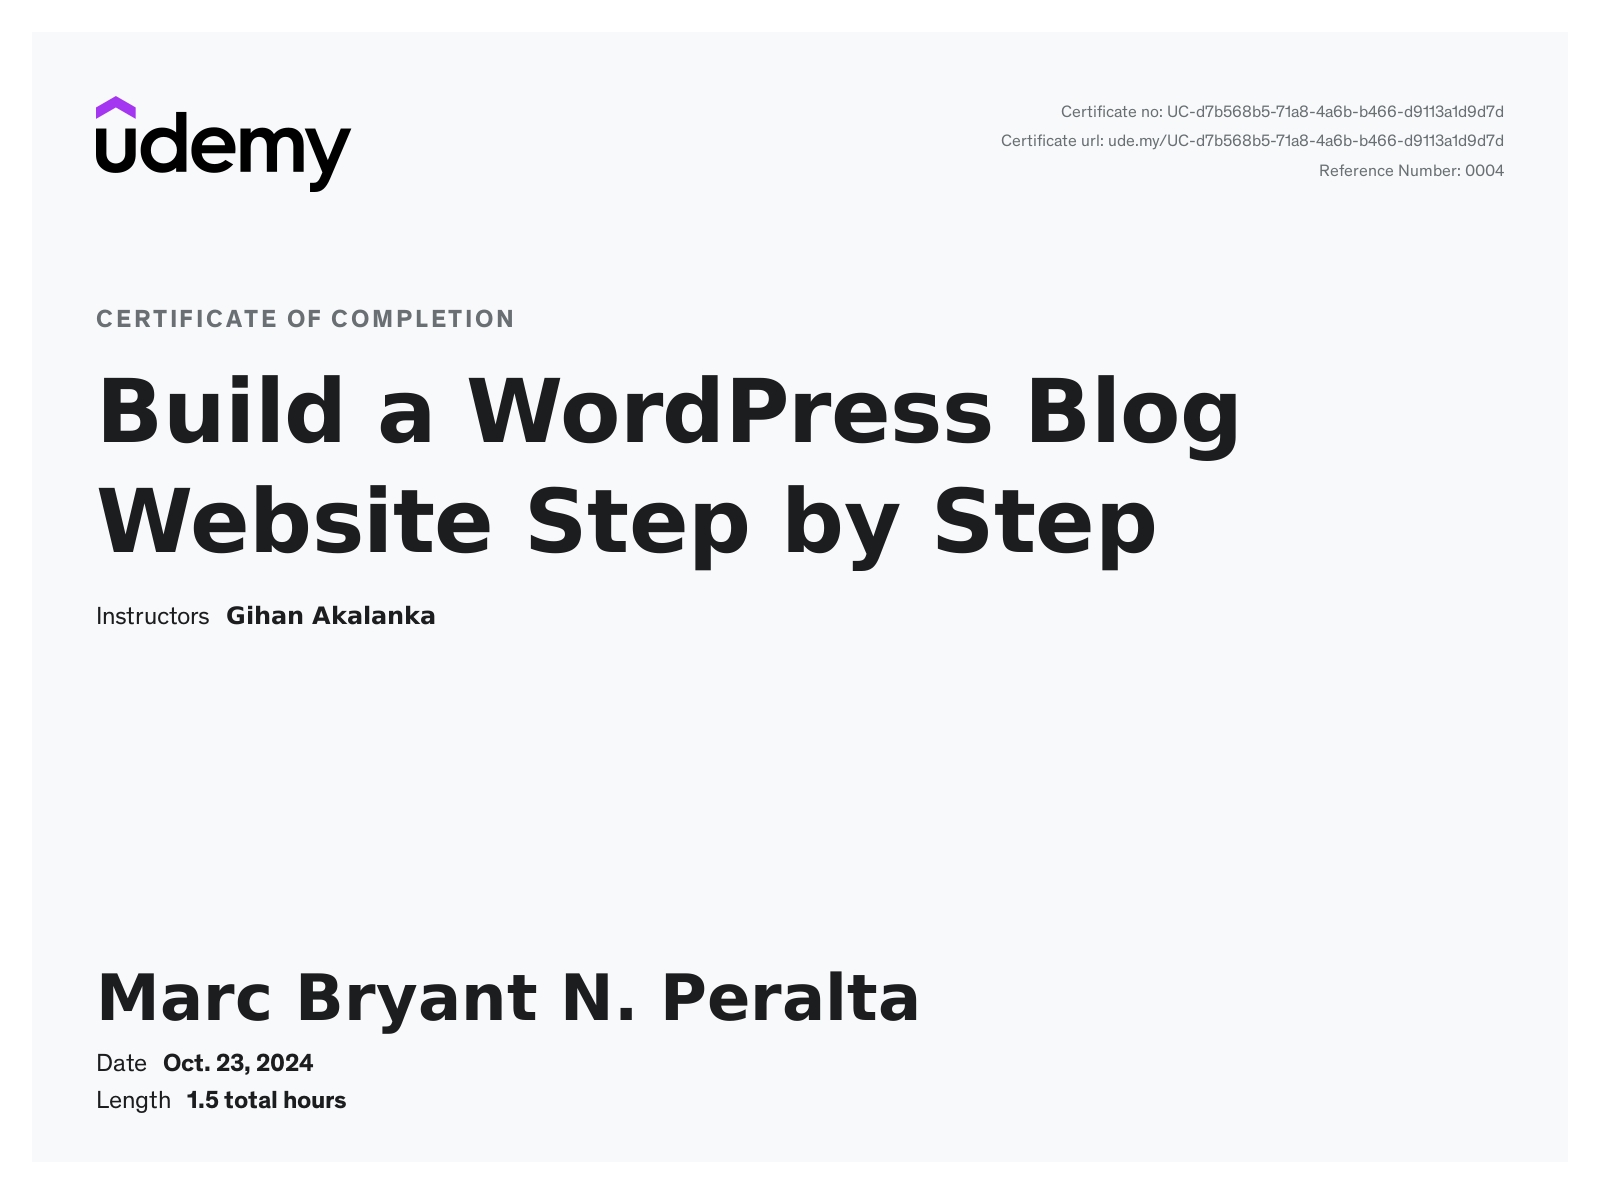 udemy
Certificate no: UC-d7b568b5-71a8-4a6b-b466-d9113a1d9d7d
Certificate url: ude.my/UC-d7b568b5-71a8-4a6b-b466-d9113a1d9d7d
Reference Number: 0004
CERTIFICATE OF COMPLETION
Build a WordPress Blog
Website Step by Step
Instructors Gihan Akalanka
Marc Bryant N. Peralta
Date Oct. 23, 2024
Length 1.5 total hours